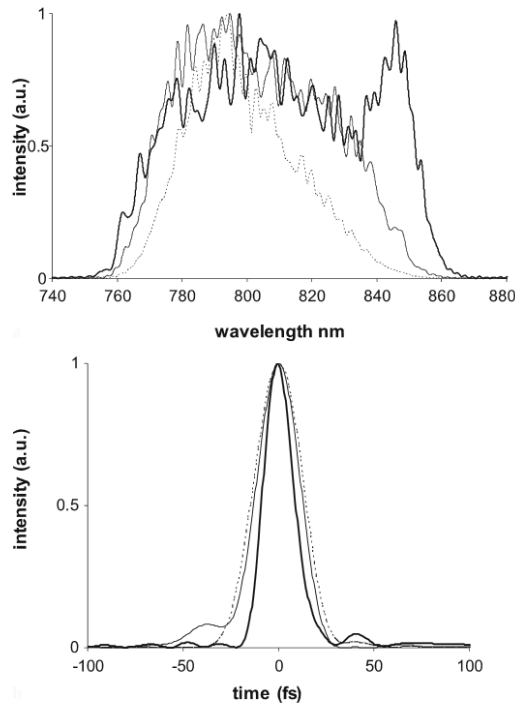 1
0.5
0
intensity (a.u.)
740 760 780 800 820 840 860 880
a
wavelength nm
1
0.5
0
intensity (a.u.)
-100 -50 0 50 100
b
time (fs)